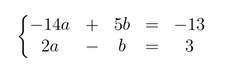 −14a + 5b = −13
2a − b = 3